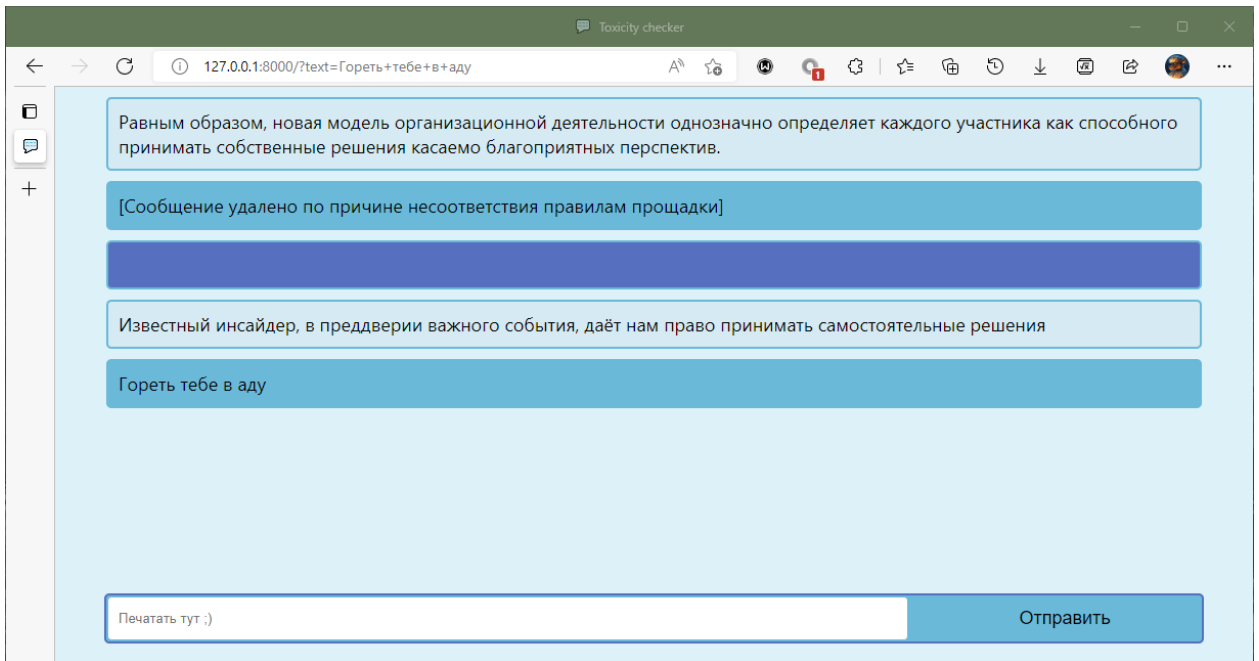 Toxicity checker
127.0.0.1:8000/?text=Гореть+тебе+в+аду
1
Равным образом, новая модель организационной деятельности однозначно определяет каждого участника как способного
принимать собственные решения касаемо благоприятных перспектив.
[Сообщение удалено по причине несоответствия правилам прощадки]
Известный инсайдер, в преддверии важного события, даёт нам право принимать самостоятельные решения
Гореть тебе в аду
Печатать тут ;)
Отправить